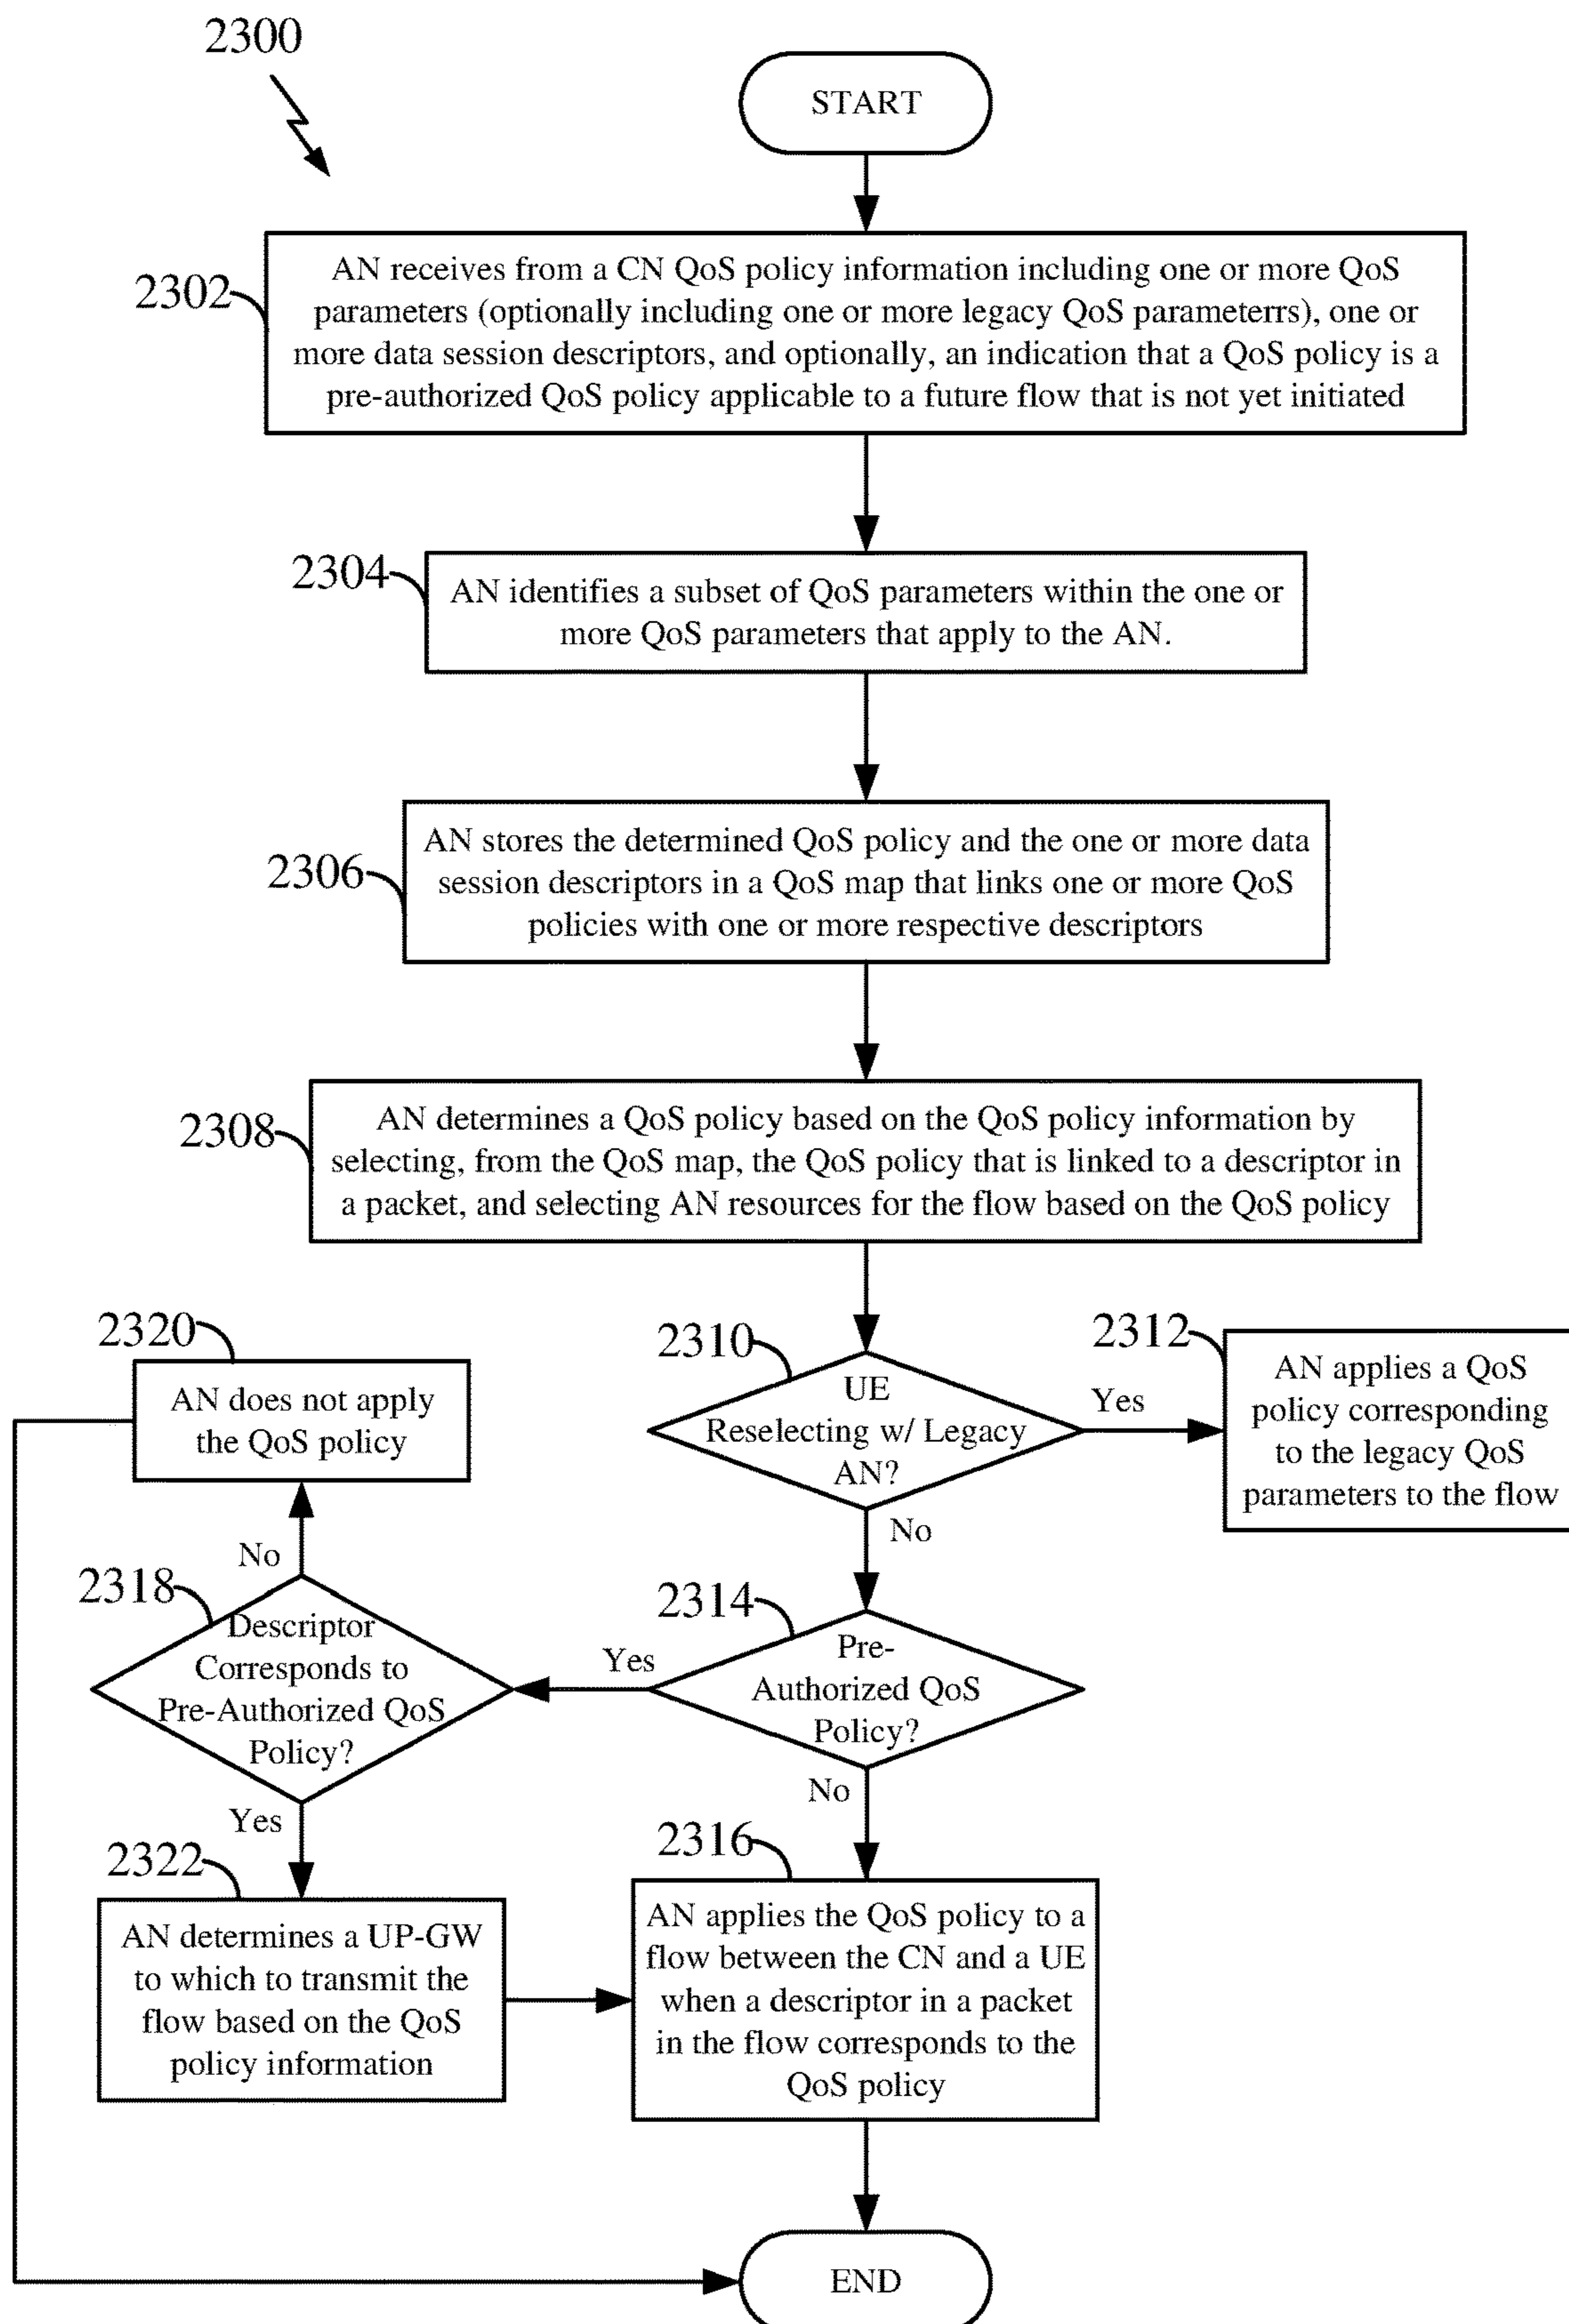 2300
START
2302
AN receives from a CN QoS policy information including one or more QoS
parameters (optionally including one or more legacy QoS parameterrs), one or
more data session descriptors, and optionally, an indication that a QoS policy is a
pre-authorized QoS policy applicable to a future flow that is not yet initiated
2304
AN identifies a subset of QoS parameters within the one or
more QoS parameters that apply to the AN.
2306
AN stores the determined QoS policy and the one or more data
session descriptors in a QoS map that links one or more QoS
policies with one or more respective descriptors
2308
AN determines a QoS policy based on the QoS policy information by
selecting, from the QoS map, the QoS policy that is linked to a descriptor in
a packet, and selecting AN resources for the flow based on the QoS policy
2310
UE
Reselecting w/ Legacy
AN?
Yes
No
2312
AN applies a QoS
policy corresponding
to the legacy QoS
parameters to the flow
2314
Pre-
Authorized QoS
Policy?
Yes
No
2318
Descriptor
Corresponds to
Pre-Authorized QoS
Policy?
No
Yes
2320
AN does not apply
the QoS policy
2322
AN determines a UP-GW
to which to transmit the
flow based on the QoS
policy information
2316
AN applies the QoS policy to a
flow between the CN and a UE
when a descriptor in a packet
in the flow corresponds to the
QoS policy
END